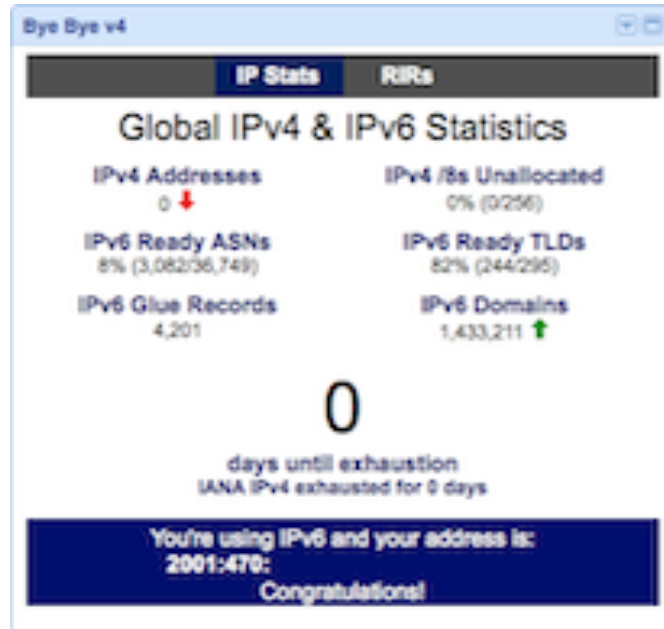 Bye Bye v4
IP Stats RIRs
Global IPv4 & IPv6 Statistics
IPv4 Addresses IPv4 /8s Unallocated
0 0% (0/256)
IPv6 Ready ASNs IPv6 Ready TLDs
8% (3,082/36,749) 82% (244/295)
IPv6 Glue Records IPv6 Domains
4,201 1,433,211
0
days until exhaustion
IANA IPv4 exhausted for 0 days
You're using IPv6 and your address is:
2001:470:
Congratulations!